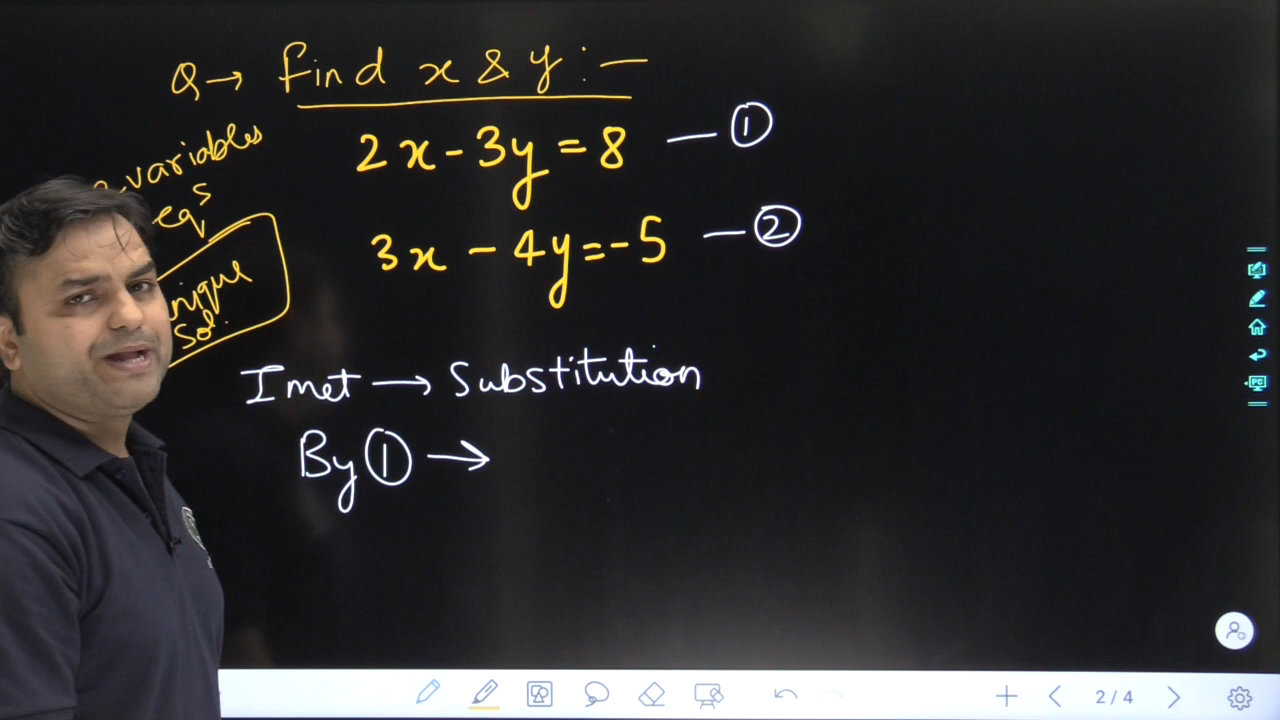 Q→ find x & y:—
variables
2x-3y=8 —①
eqs
3x - 4y=-5 —②
Sol.
I met → Substitution
By ① →
2/4